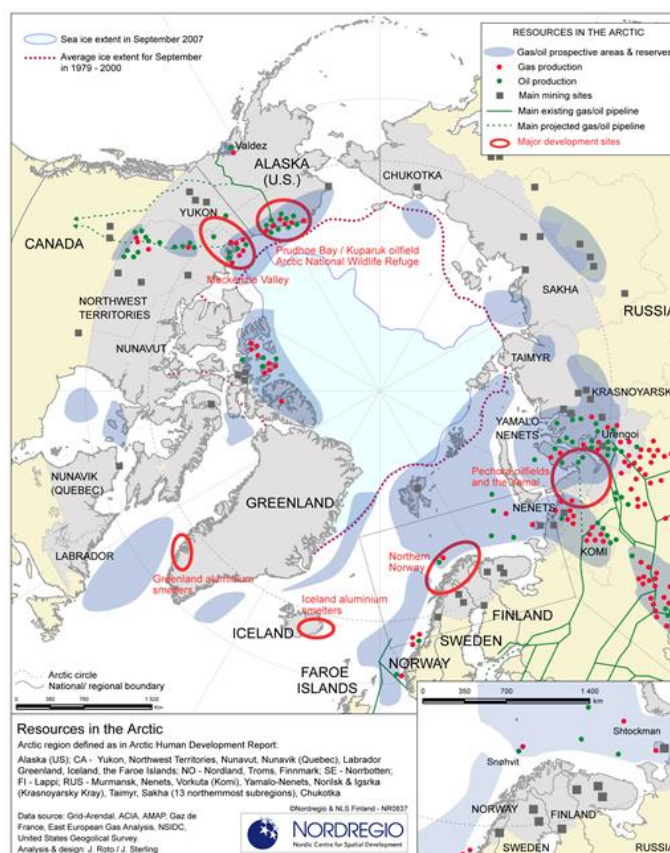 Sea ice extent in September 2007
Average ice extent for September
in 1979 - 2000
RESOURCES IN THE ARCTIC
Gas/oil prospective areas & reserves
Gas production
Oil production
Main mining sites
Main existing gas/oil pipeline
Main projected gas/oil pipeline
Major development sites
Valdez
ALASKA
(U.S.)
CHUKOTKA
YUKON
CANADA
Prudhoe Bay / Kuparuk oilfield
Arctic National Wildlife Refuge
Mackenzie Valley
SAKHA
NORTHWEST
TERRITORIES
RUSSIA
NUNAVUT
TAIMYR
KRASNOYARSK
YAMALO-
NENETS
Urengoi
Pechora oilfields
and the Yamal
NUNAVIK
(QUEBEC)
GREENLAND
NENETS
LABRADOR
Northern
Norway
KOMI
Greenland aluminium
smelters
Iceland aluminium
smelters
FINLAND
ICELAND
SWEDEN
FAROE
ISLANDS
NORWAY
Arctic circle
National/ regional boundary
0 350 700 1 400
km
Shtockman
Snøhvit
NORWAY
FINLAND
SWEDEN
RUSSIA
Resources in the Arctic
Arctic region defined as in Arctic Human Development Report:
Alaska (US); CA - Yukon, Northwest Territories, Nunavut, Nunavik (Quebec), Labrador
Greenland, Iceland, the Faroe Islands; NO - Nordland, Troms, Finnmark; SE - Norrbotten;
FI - Lappi; RUS - Murmansk, Nenets, Vorkuta (Komi), Yamalo-Nenets, Norilsk & Igsrka
(Krasnoyarsky Kray), Taimyr, Sakha (13 northernmost subregions), Chukotka
©Nordregio & NLS Finland - NR0837
Data source: Grid-Arendal, ACIA, AMAP, Gaz de
France, East European Gas Analysis, NSIDC,
United States Geologcil Survey
Analysis & design: J. Roto / J. Sterling
NORDREGIO
Nordic Centre for Spatial Development